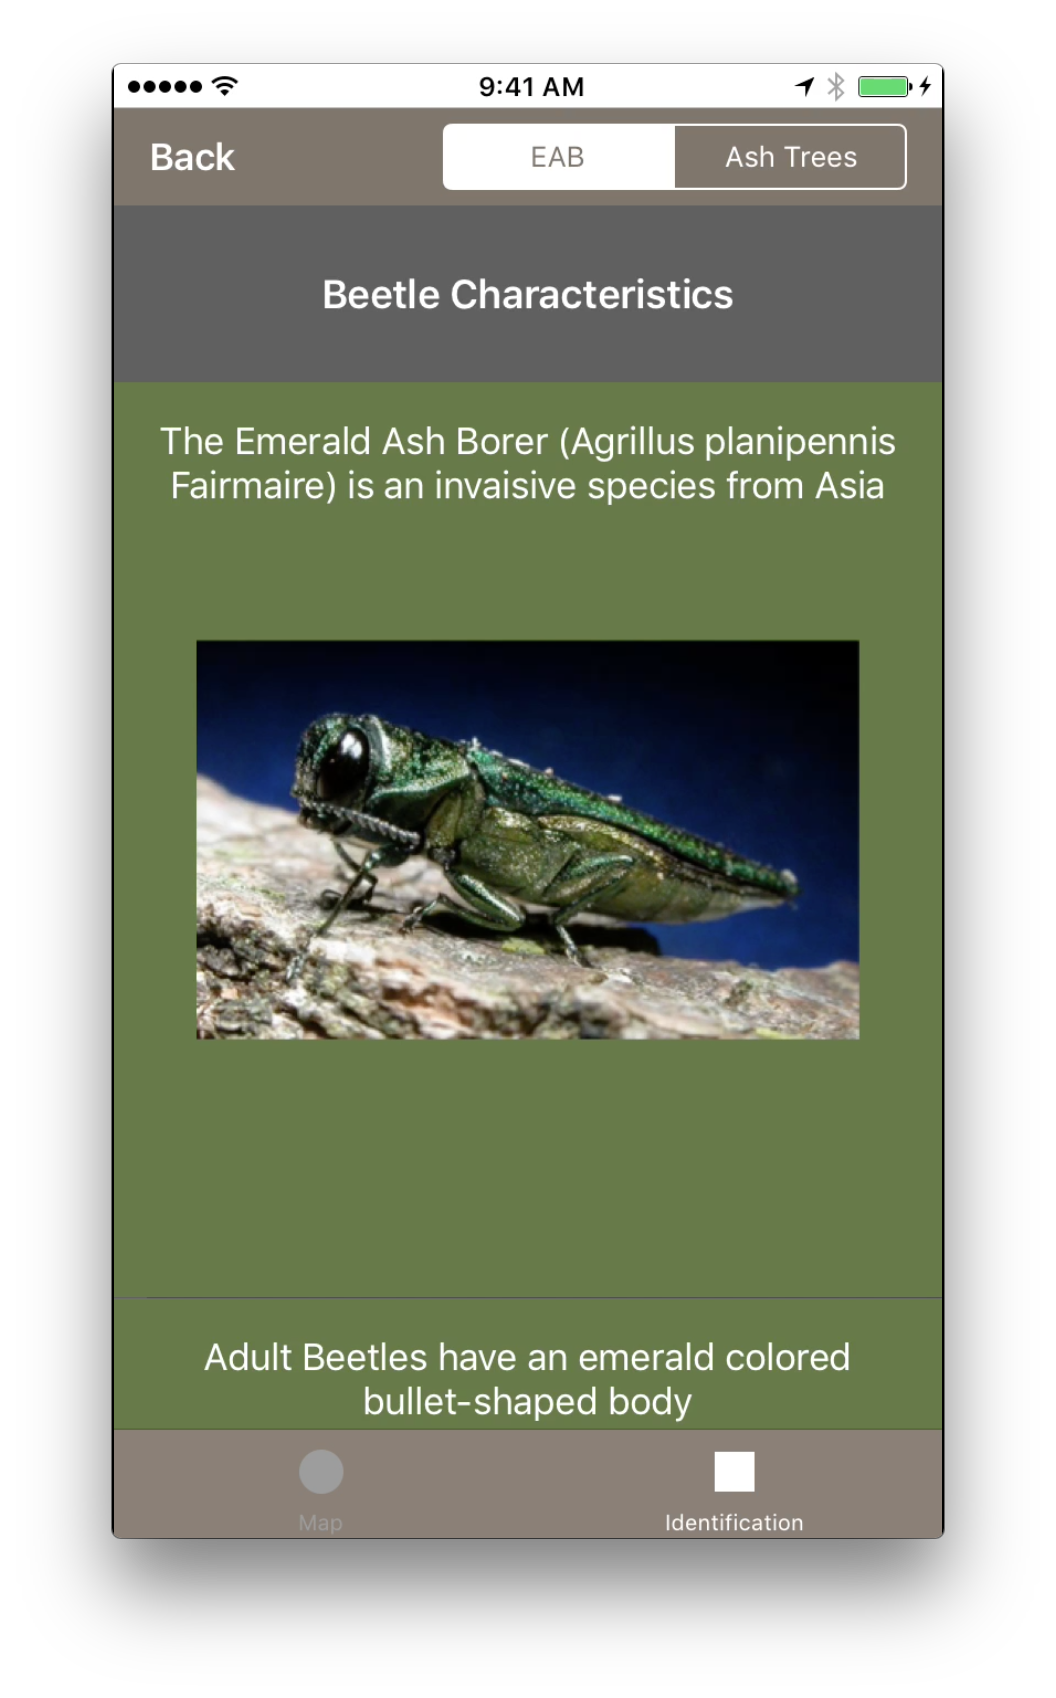 9:41 AM
Back
EAB
Ash Trees
Beetle Characteristics
The Emerald Ash Borer (Agrillus planipennis
Fairmaire) is an invaisive species from Asia
Adult Beetles have an emerald colored
bullet-shaped body
Map
Identification